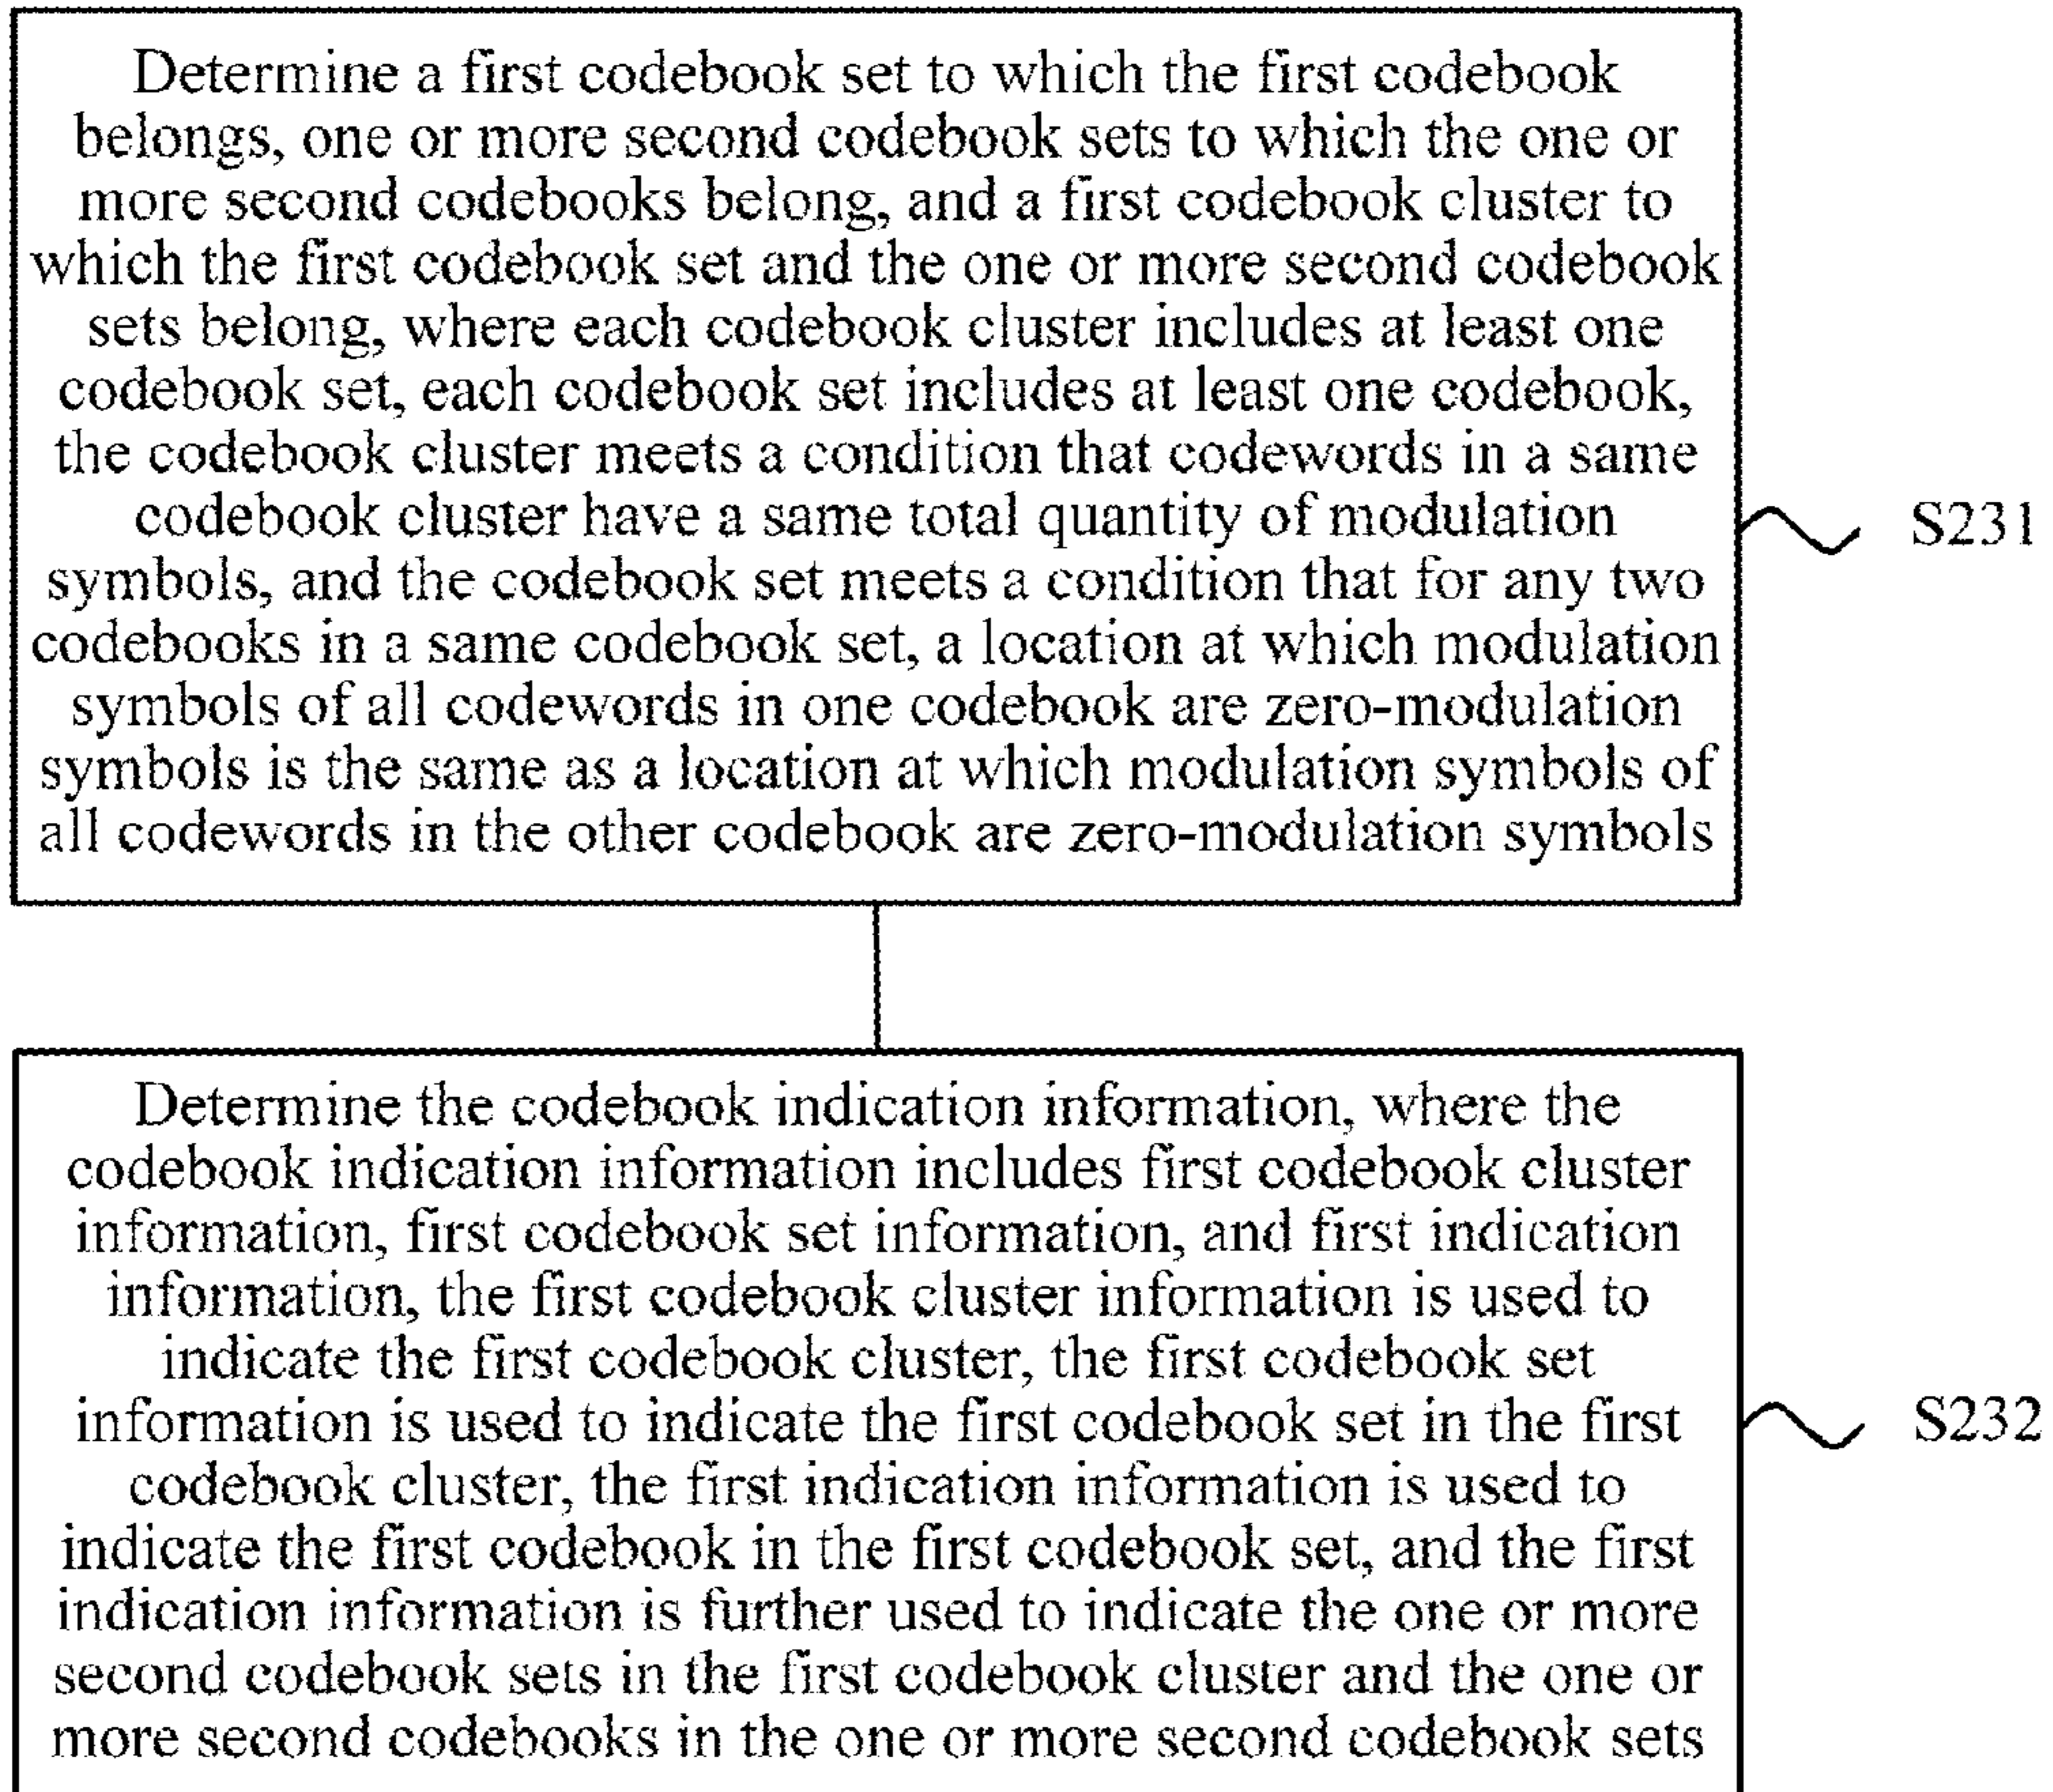 Determine a first codebook set to which the first codebook
belongs, one or more second codebook sets to which the one or
more second codebooks belong, and a first codebook cluster to
which the first codebook set and the one or more second codebook
sets belong, where each codebook cluster includes at least one
codebook set, each codebook set includes at least one codebook,
the codebook cluster meets a condition that codewords in a same
codebook cluster have a same total quantity of modulation
symbols, and the codebook set meets a condition that for any two
codebooks in a same codebook set, a location at which modulation
symbols of all codewords in one codebook are zero-modulation
symbols is the same as a location at which modulation symbols of
all codewords in the other codebook are zero-modulation symbols
S231
Determine the codebook indication information, where the
codebook indication information includes first codebook cluster
information, first codebook set information, and first indication
information, the first codebook cluster information is used to
indicate the first codebook cluster, the first codebook set
information is used to indicate the first codebook set in the first
codebook cluster, the first indication information is used to
indicate the first codebook in the first codebook set, and the first
indication information is further used to indicate the one or more
second codebook sets in the first codebook cluster and the one or
more second codebooks in the one or more second codebook sets
S232